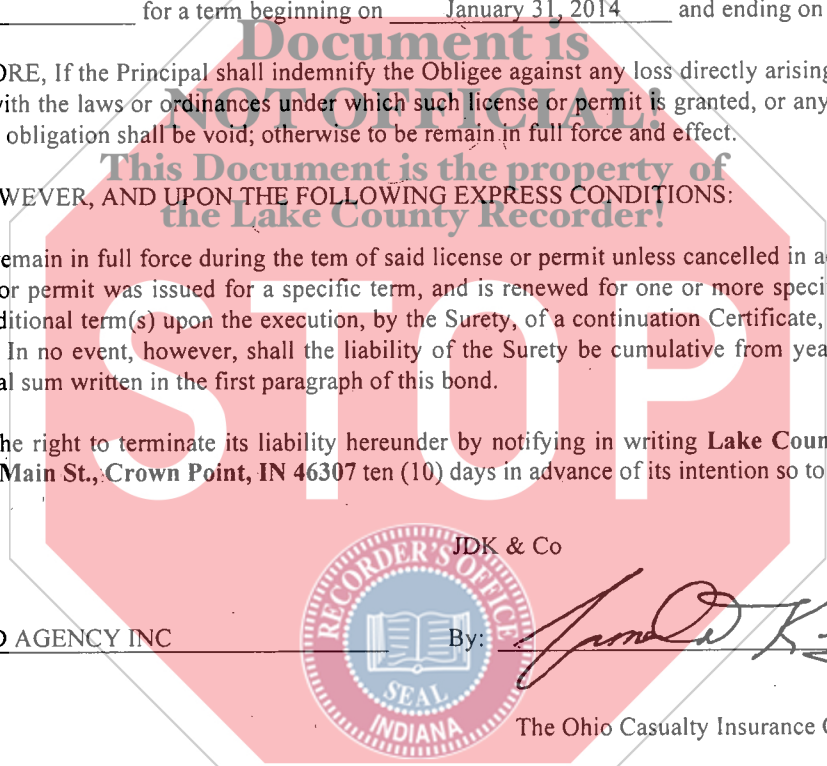 for a term beginning on January 31, 2014 and ending on
Document is
ORE, If the Principal shall indemnify the Obligee against any loss directly arising
with the laws or ordinances under which such license or permit is granted, or any
NOT OFFICIAL!
obligation shall be void; otherwise to be remain in full force and effect.
This Document is the property of
WEVER, AND UPON THE FOLLOWING EXPRESS CONDITIONS:
the Lake County Recorder!
emain in full force during the tem of said license or permit unless cancelled in a
or permit was issued for a specific term, and is renewed for one or more speci
ditional term(s) upon the execution, by the Surety, of a continuation Certificate,
In no event, however, shall the liability of the Surety be cumulative from yea
al sum written in the first paragraph of this bond.
STOP
he right to terminate its liability hereunder by notifying in writing Lake Coun
Main St., Crown Point, IN 46307 ten (10) days in advance of its intention so to
JDK & Co
RECORDER'S OFFICE
AGENCY INC By:
SEAL
INDIANA
The Ohio Casualty Insurance